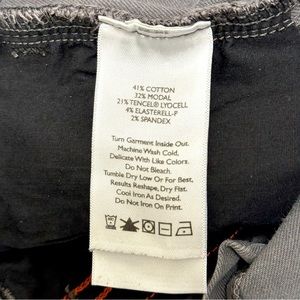 41% COTTON
32% MODAL
21% TENCEL® LYOCELL
4% ELASTERELL-P
2% SPANDEX
Turn Garment Inside Out.
Machine Wash Cold,
Delicate With Like Colors.
Do Not Bleach.
Tumble Dry Low Or For Best.
Results Reshape, Dry Flat.
Cool Iron As Desired.
Do Not Iron On Print.